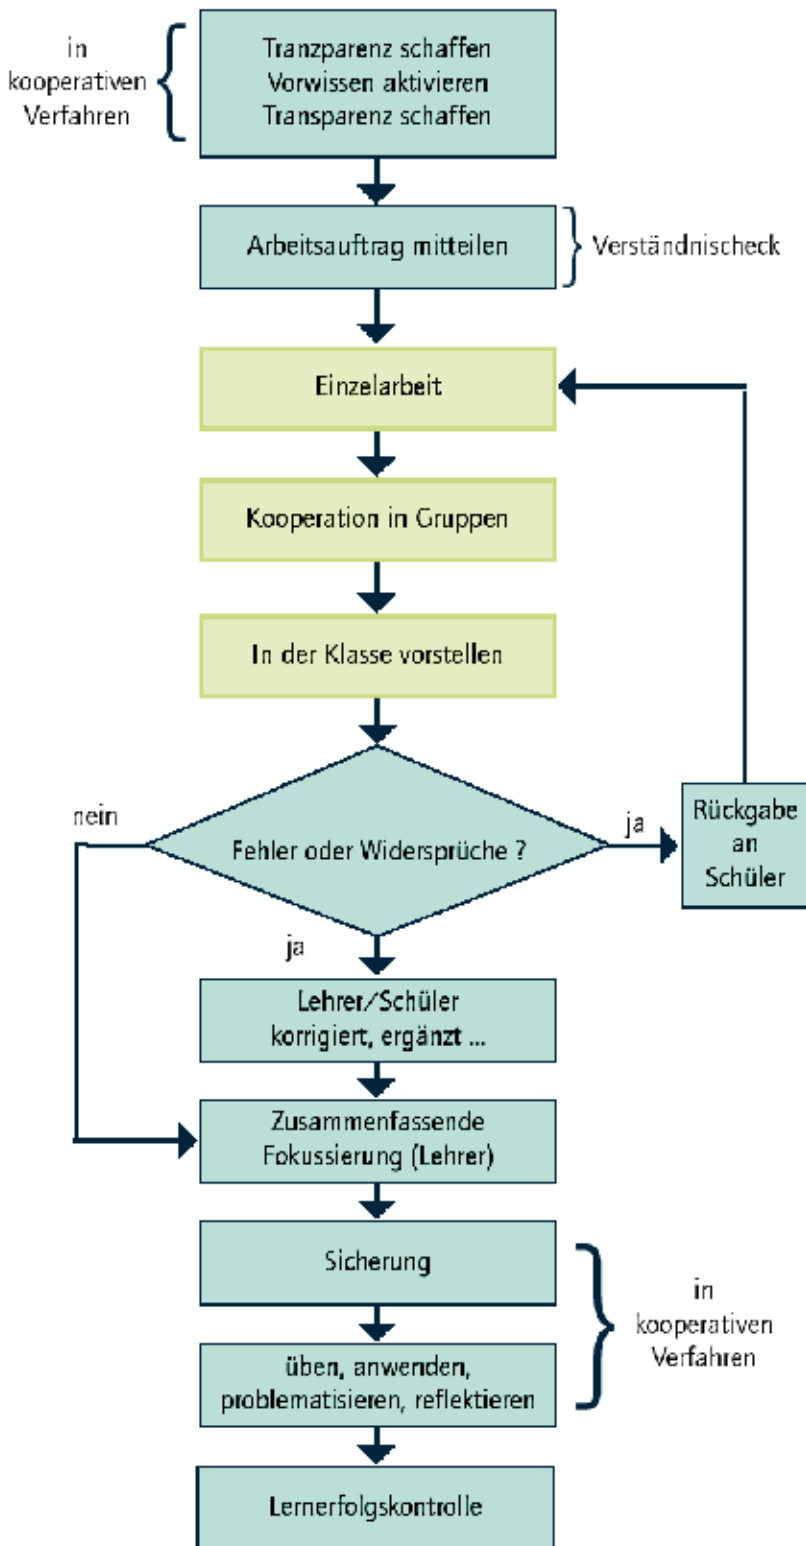 in
kooperativen
Verfahren
Tranzparenz schaffen
Vorwissen aktivieren
Transparenz schaffen
Arbeitsauftrag mitteilen
Verständnischeck
Einzelarbeit
Kooperation in Gruppen
In der Klasse vorstellen
nein
Fehler oder Widersprüche ?
ja
Rückgabe
an
Schüler
ja
Lehrer/Schüler
korrigiert, ergänzt ...
Zusammenfassende
Fokussierung (Lehrer)
Sicherung
in
kooperativen
Verfahren
üben, anwenden,
problematisieren, reflektieren
Lernerfolgskontrolle